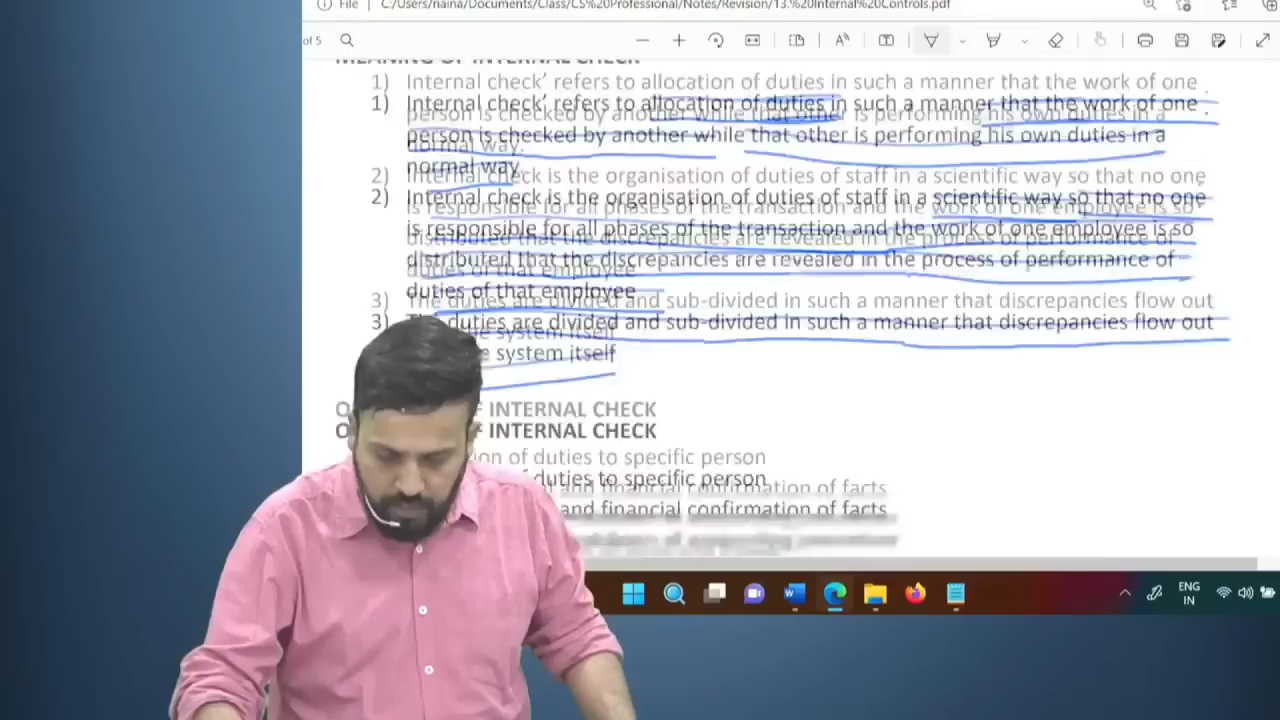 File | C:/Users/naina/Documents/Class/CS%20Professional/Notes/Revision/13.%20Internal%20Controls.pdf
of 5
MEANING OF INTERNAL CHECK
1) Internal check' refers to allocation of duties in such a manner that the work of one
person is checked by another while that other is performing his own duties in a
normal way.
2) Internal check is the organisation of duties of staff in a scientific way so that no one
is responsible for all phases of the transaction and the work of one employee is so
distributed that the discrepancies are revealed in the process of performance of
duties of that employee
3) The duties are divided and sub-divided in such a manner that discrepancies flow out
system itself
INTERNAL CHECK
of duties to specific person
and financial confirmation of facts
ENG
IN